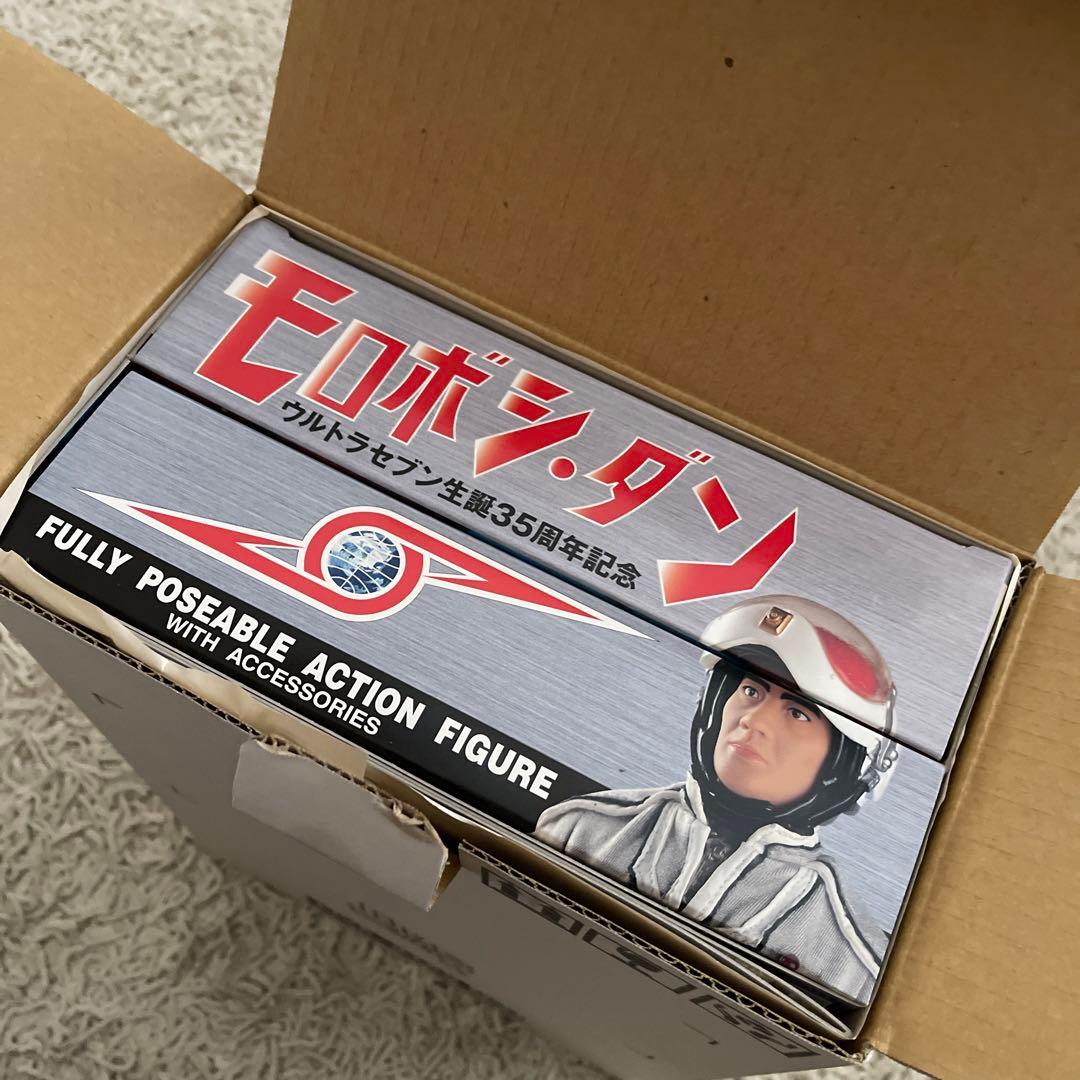 モロボシ・ダン
ウルトラセブン生誕35周年記念
FULLY POSEABLE ACTION FIGURE
WITH ACCESSORIES